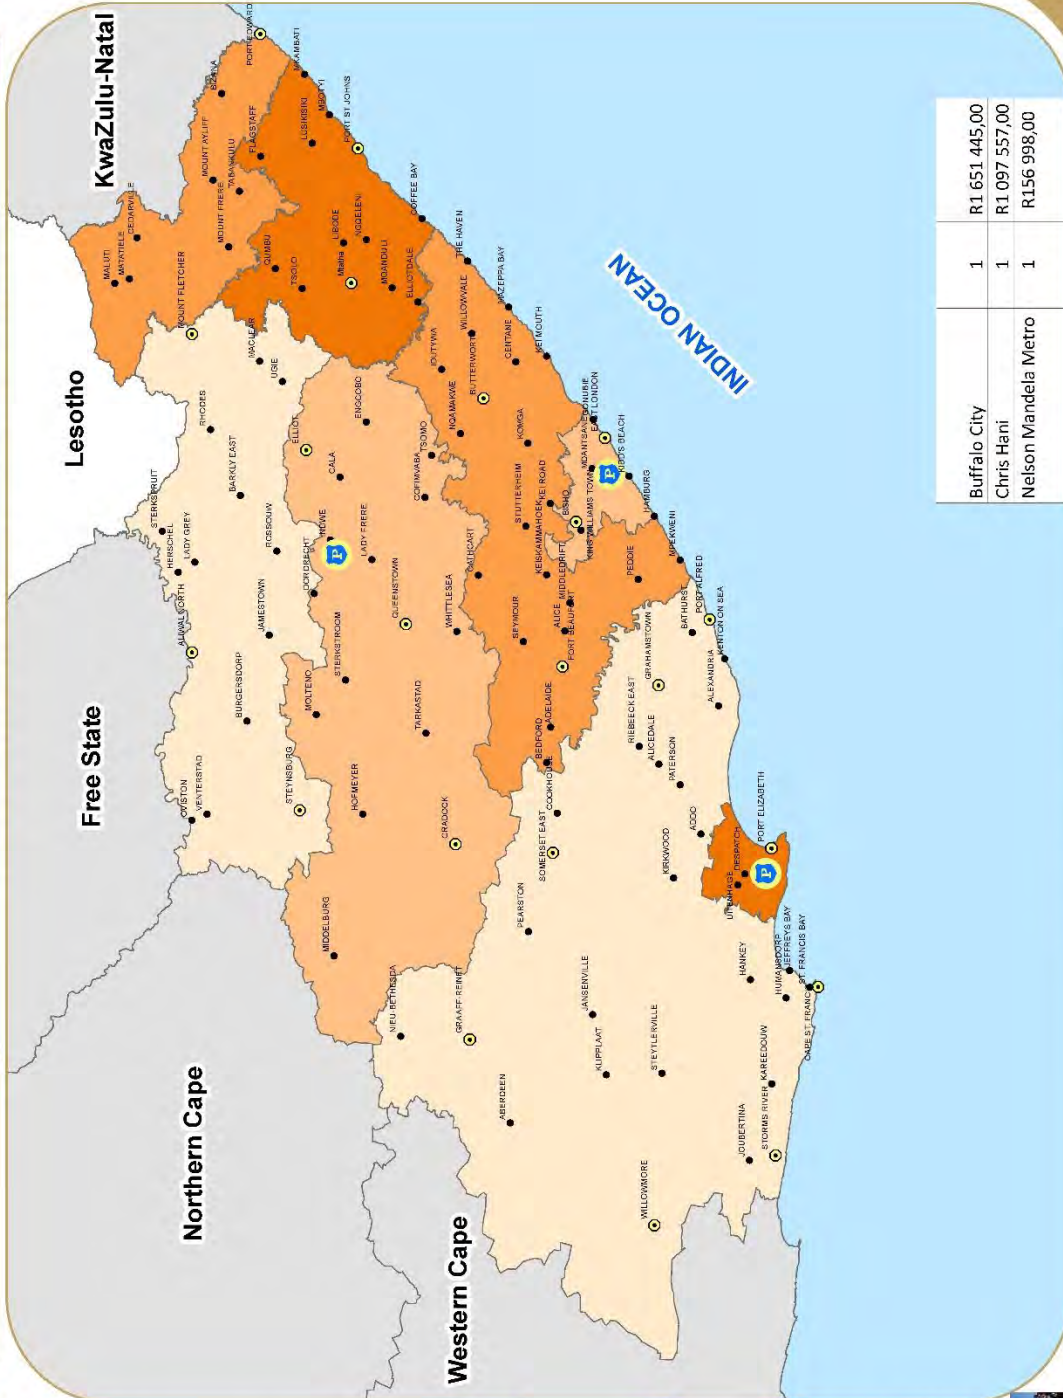 KwaZulu-Natal
Lesotho
Free State
Northern Cape
Western Cape
INDIAN OCEAN
PORT EDWARD
BIZANA
MKAMBATI
MOUNT AYLIFF
TABANKULU
FLAGSTAFF
LUSIKISIKI
MBOTYI
PORT ST JOHNS
CEDARVILLE
MATATIELE
MALUTI
MOUNT FRERE
MOUNT FLETCHER
QUMBU
TSOLO
LIBODE
Mtatha
NGQELENI
MQANDULI
ELLIOTDALE
COFFEE BAY
THE HAVEN
MACLEAR
UGIE
RHODES
BARKLY EAST
STERKSPRUIT
HERSCHEL
LADY GREY
ROSSOUW
ALIWAL NORTH
JAMESTOWN
DORDRECHT
BURGERSDORP
OVISTON
VENTERSTAD
STEYNSBURG
ELLIOT
CALA
ENGCOBO
INDWE
LADY FRERE
COFIMVABA
TSOMO
QUEENSTOWN
WHITTLESEA
STERKSTROOM
MOLTENO
TARKASTAD
HOFMEYER
CRADOCK
MIDDELBURG
IDUTYWA
WILLOWVALE
BUTTERWORTH
NQAMAKWE
CENTANE
MAZEPPA BAY
KEI MOUTH
KOMGA
STUTTERHEIM
KEI ROAD
CATHCART
KEISKAMMAHOEK
BISHO
KING WILLIAMS TOWN
MDANTSANE
GONUBIE
EAST LONDON
KIDD'S BEACH
HAMBURG
SEYMOUR
ALICE
MIDDLEDRIFT
FORT BEAUFORT
PEDDIE
MPEKWENI
BEDFORD
ADELAIDE
COOKHOUSE
SOMERSET EAST
PEARSTON
BATHURST
PORT ALFRED
KENTON ON SEA
GRAHAMSTOWN
ALEXANDRIA
RIEBEECK EAST
ALICEDALE
PATERSON
ADDO
KIRKWOOD
PORT ELIZABETH
DESPATCH
UITENHAGE
P
P
P
NIEU-BETHESDA
GRAAFF-REINET
ABERDEEN
JANSENVILLE
KLIPPLAAT
STEYTLERVILLE
WILLOWMORE
HANKEY
HUMANSDORP
JEFFREYS BAY
ST. FRANCIS BAY
CAPE ST. FRANC
KAREEDOUW
STORMS RIVER
JOUBERTINA
Buffalo City 1 R1 651 445,00
Chris Hani 1 R1 097 557,00
Nelson Mandela Metro 1 R156 998,00